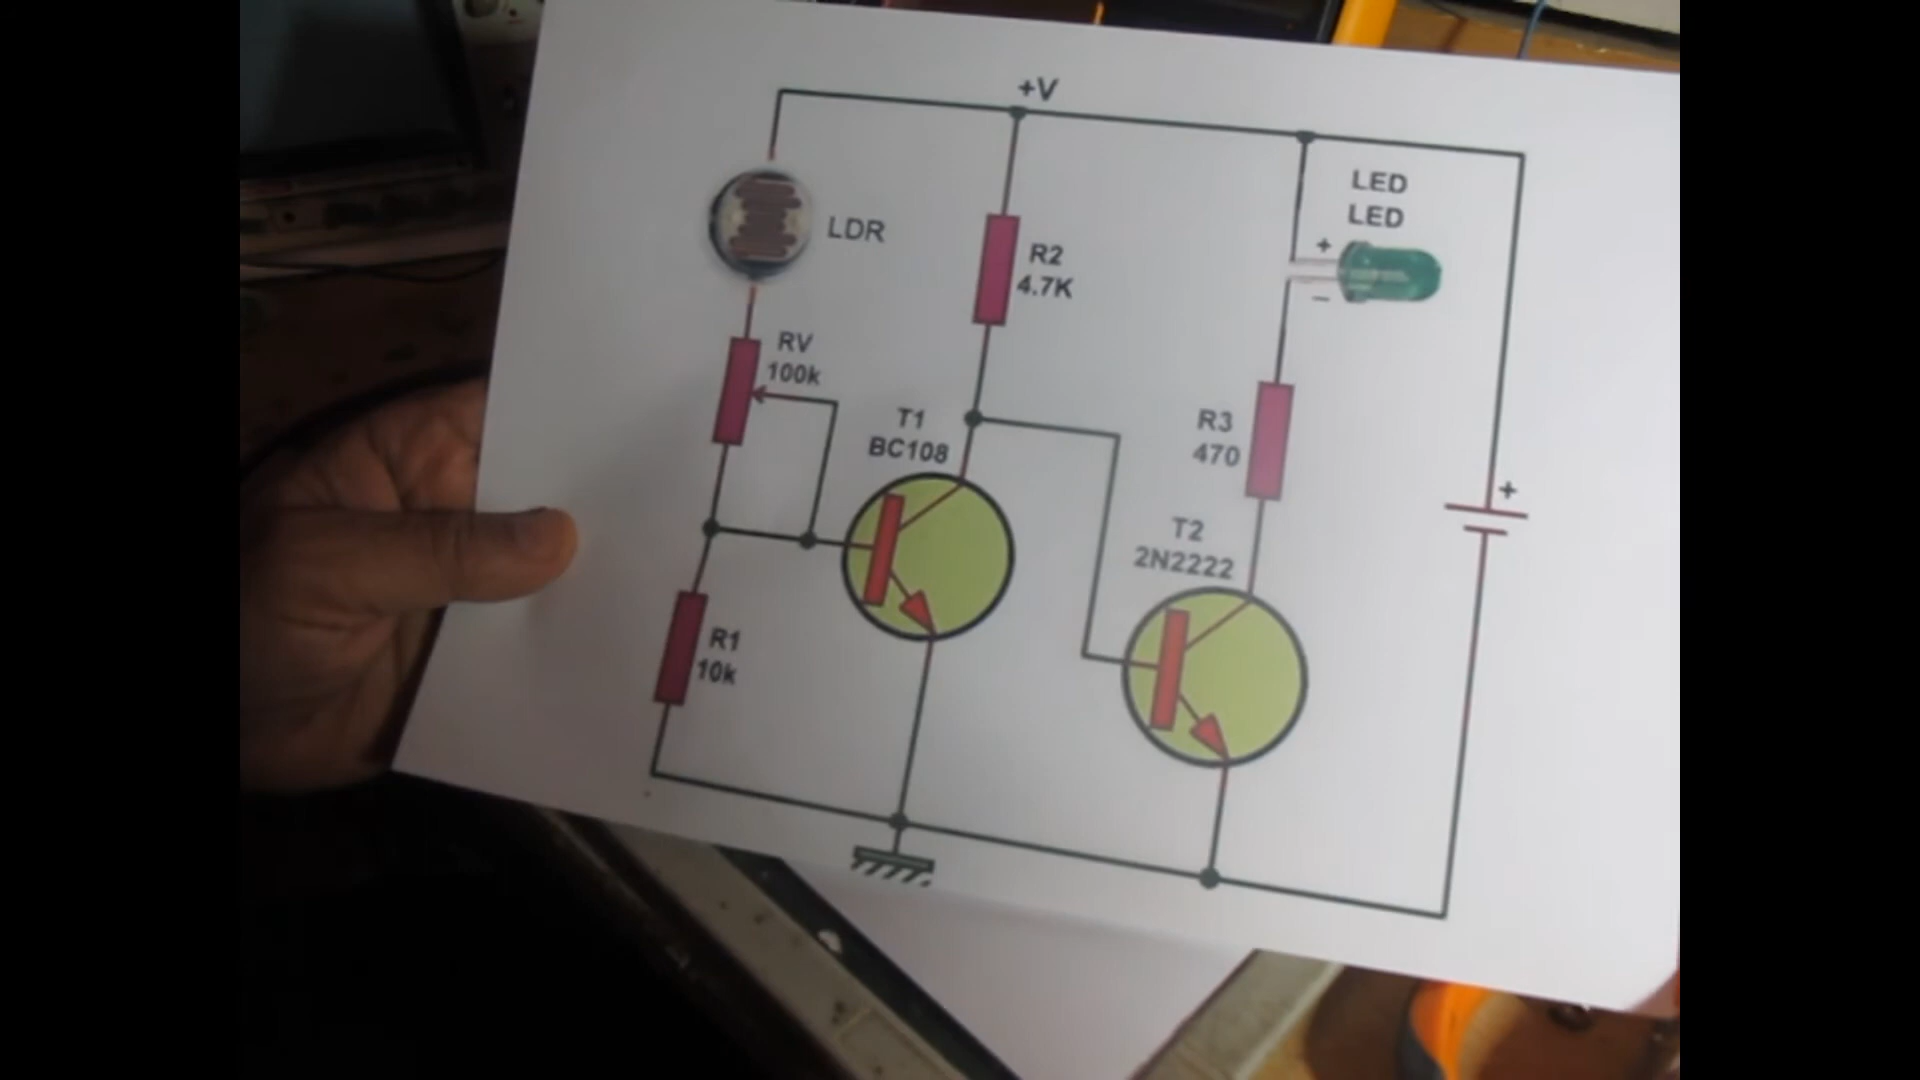 +V
LDR
R2
4.7K
LED
LED
+
−
RV
100k
T1
BC108
R3
470
+
T2
2N2222
R1
10k